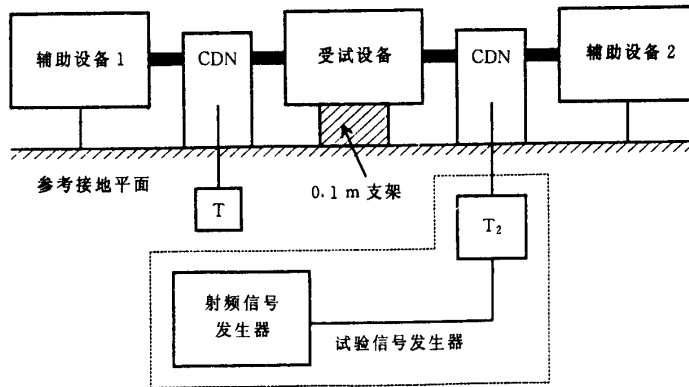 辅助设备1
CDN
受试设备
CDN
辅助设备2
参考接地平面
0.1 m 支架
T
T₂
射频信号
发生器
试验信号发生器